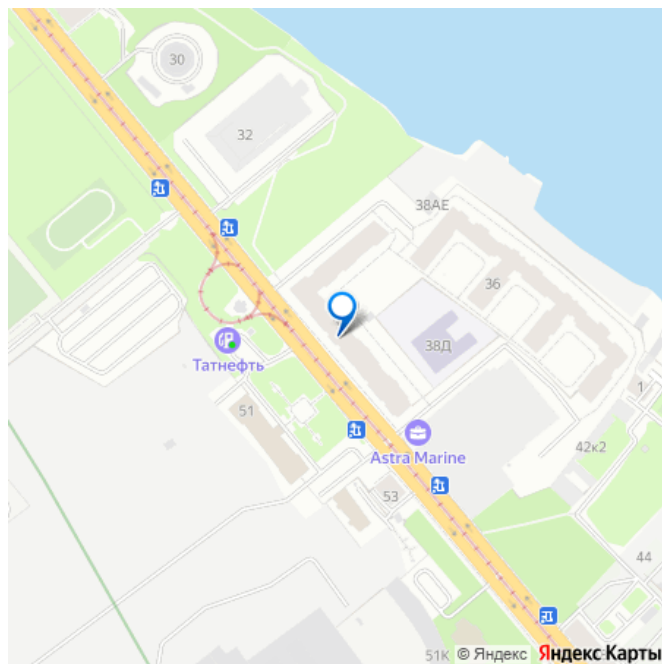 30
32
38АЕ
36
38Д
Татнефть
51
1
Astra Marine
42к2
53
44
51К
© Яндекс
Яндекс Карты